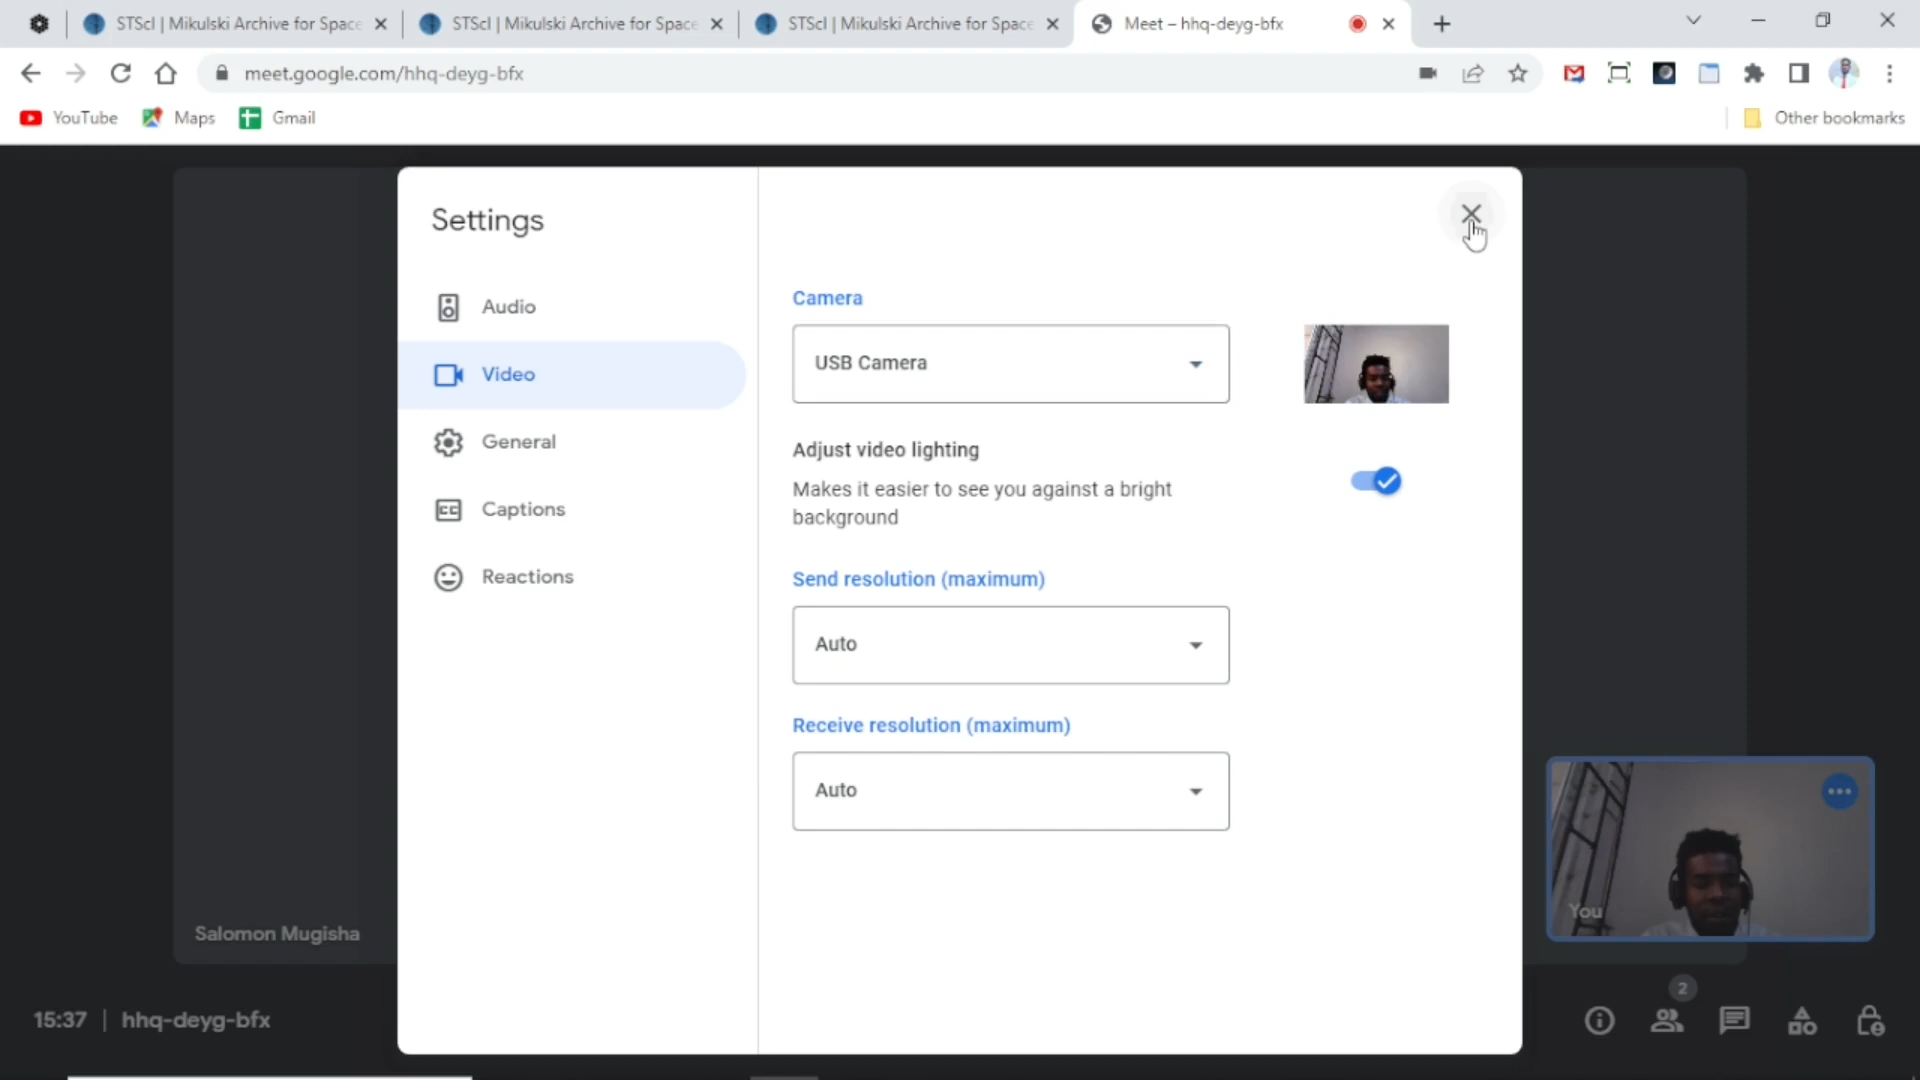 STScI | Mikulski Archive for Space
STScI | Mikulski Archive for Space
STScI | Mikulski Archive for Space
Meet – hhq-deyg-bfx
meet.google.com/hhq-deyg-bfx
YouTube
Maps
Gmail
Other bookmarks
Settings
Audio
Video
General
Captions
Reactions
Camera
USB Camera
Adjust video lighting
Makes it easier to see you against a bright
background
Send resolution (maximum)
Auto
Receive resolution (maximum)
Auto
You
Salomon Mugisha
2
15:37 | hhq-deyg-bfx